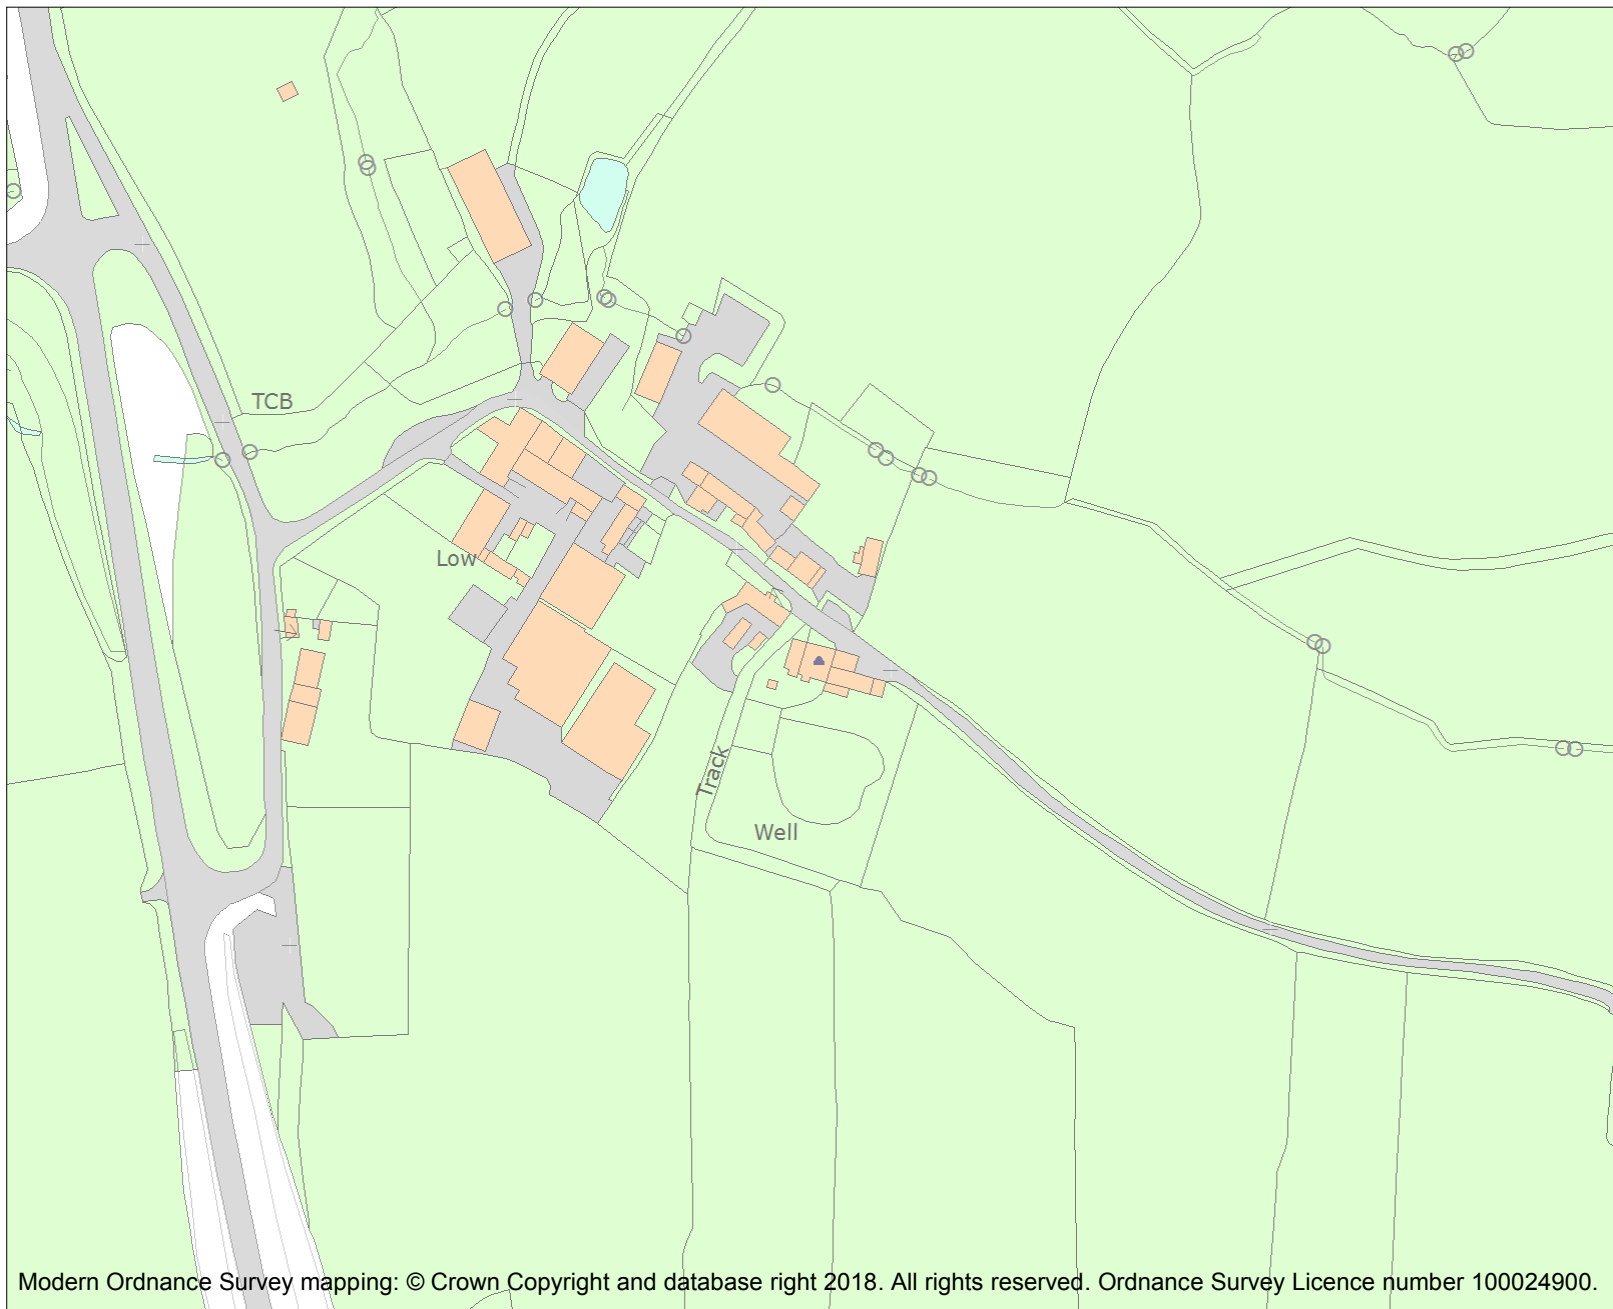 TCB
Low
Track
Well
Modern Ordnance Survey mapping: © Crown Copyright and database right 2018. All rights reserved. Ordnance Survey Licence number 100024900.